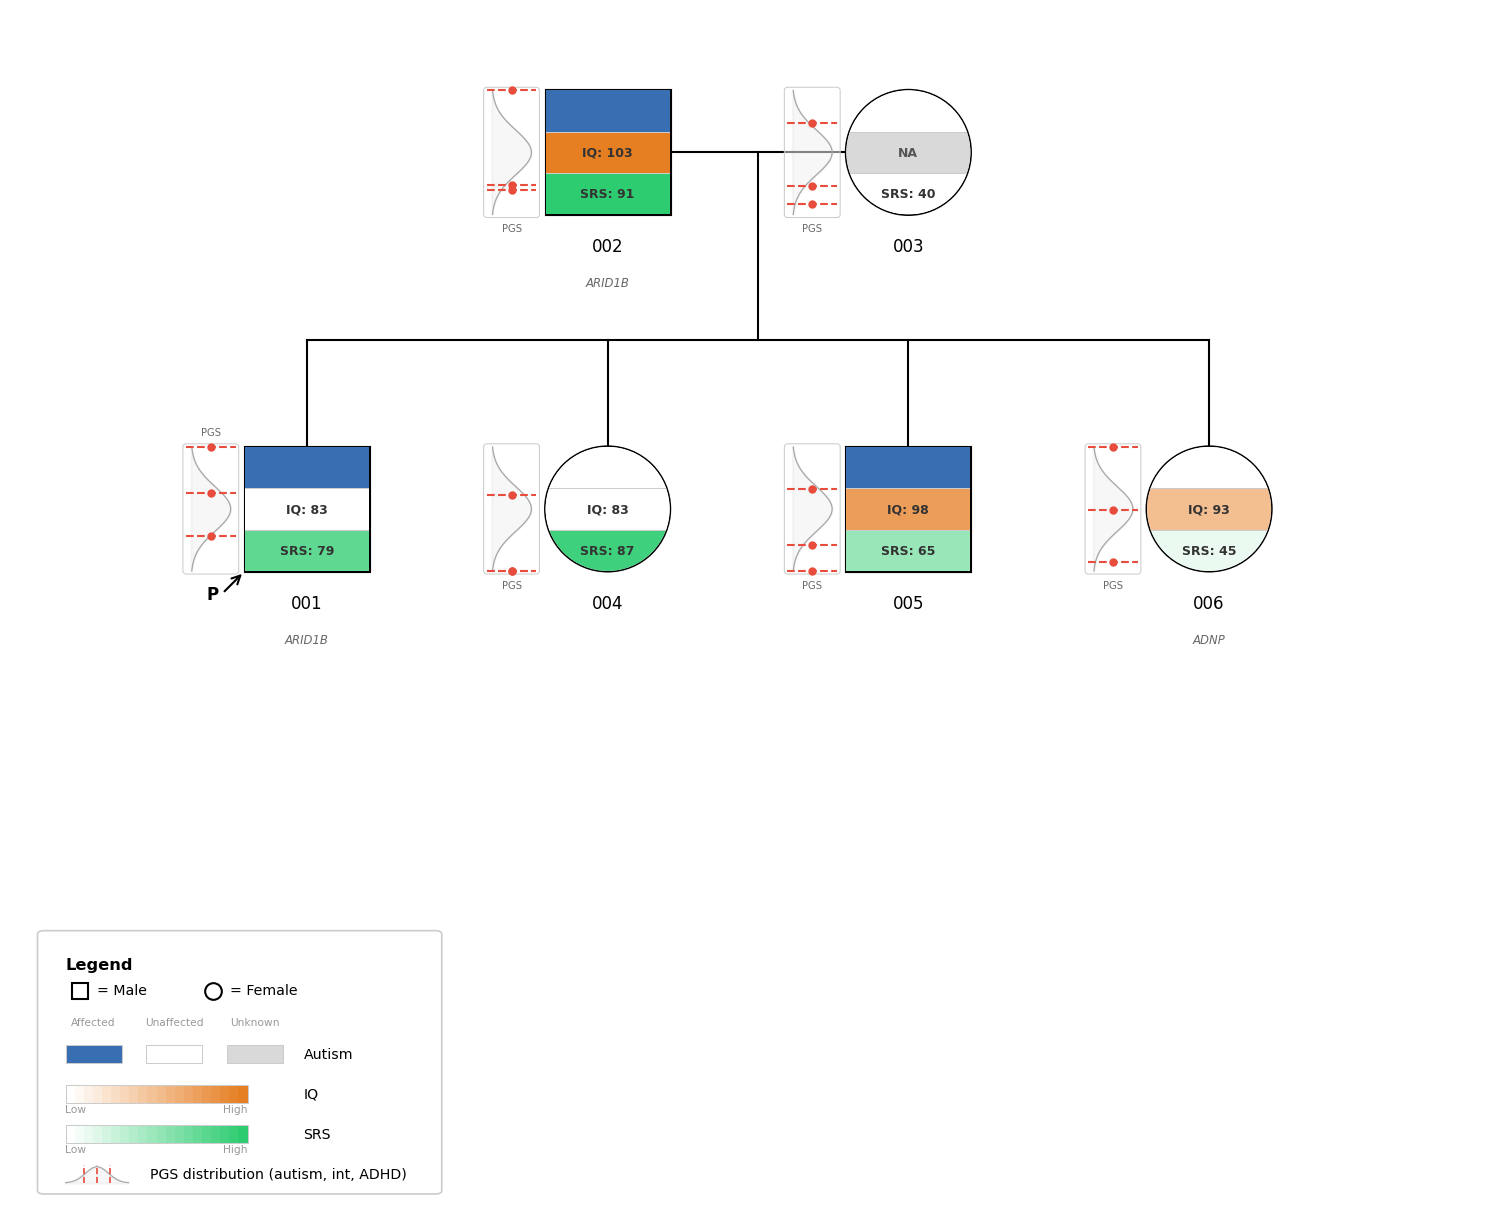 IQ: 103
NA
SRS: 91
SRS: 40
PGS
PGS
002
003
ARID1B
PGS
IQ: 83
IQ: 83
IQ: 98
IQ: 93
SRS: 79
SRS: 87
SRS: 65
SRS: 45
PGS
PGS
PGS
P
001
004
005
006
ARID1B
ADNP
Legend
= Male
= Female
Affected
Unaffected
Unknown
Autism
IQ
Low
High
SRS
Low
High
PGS distribution (autism, int, ADHD)